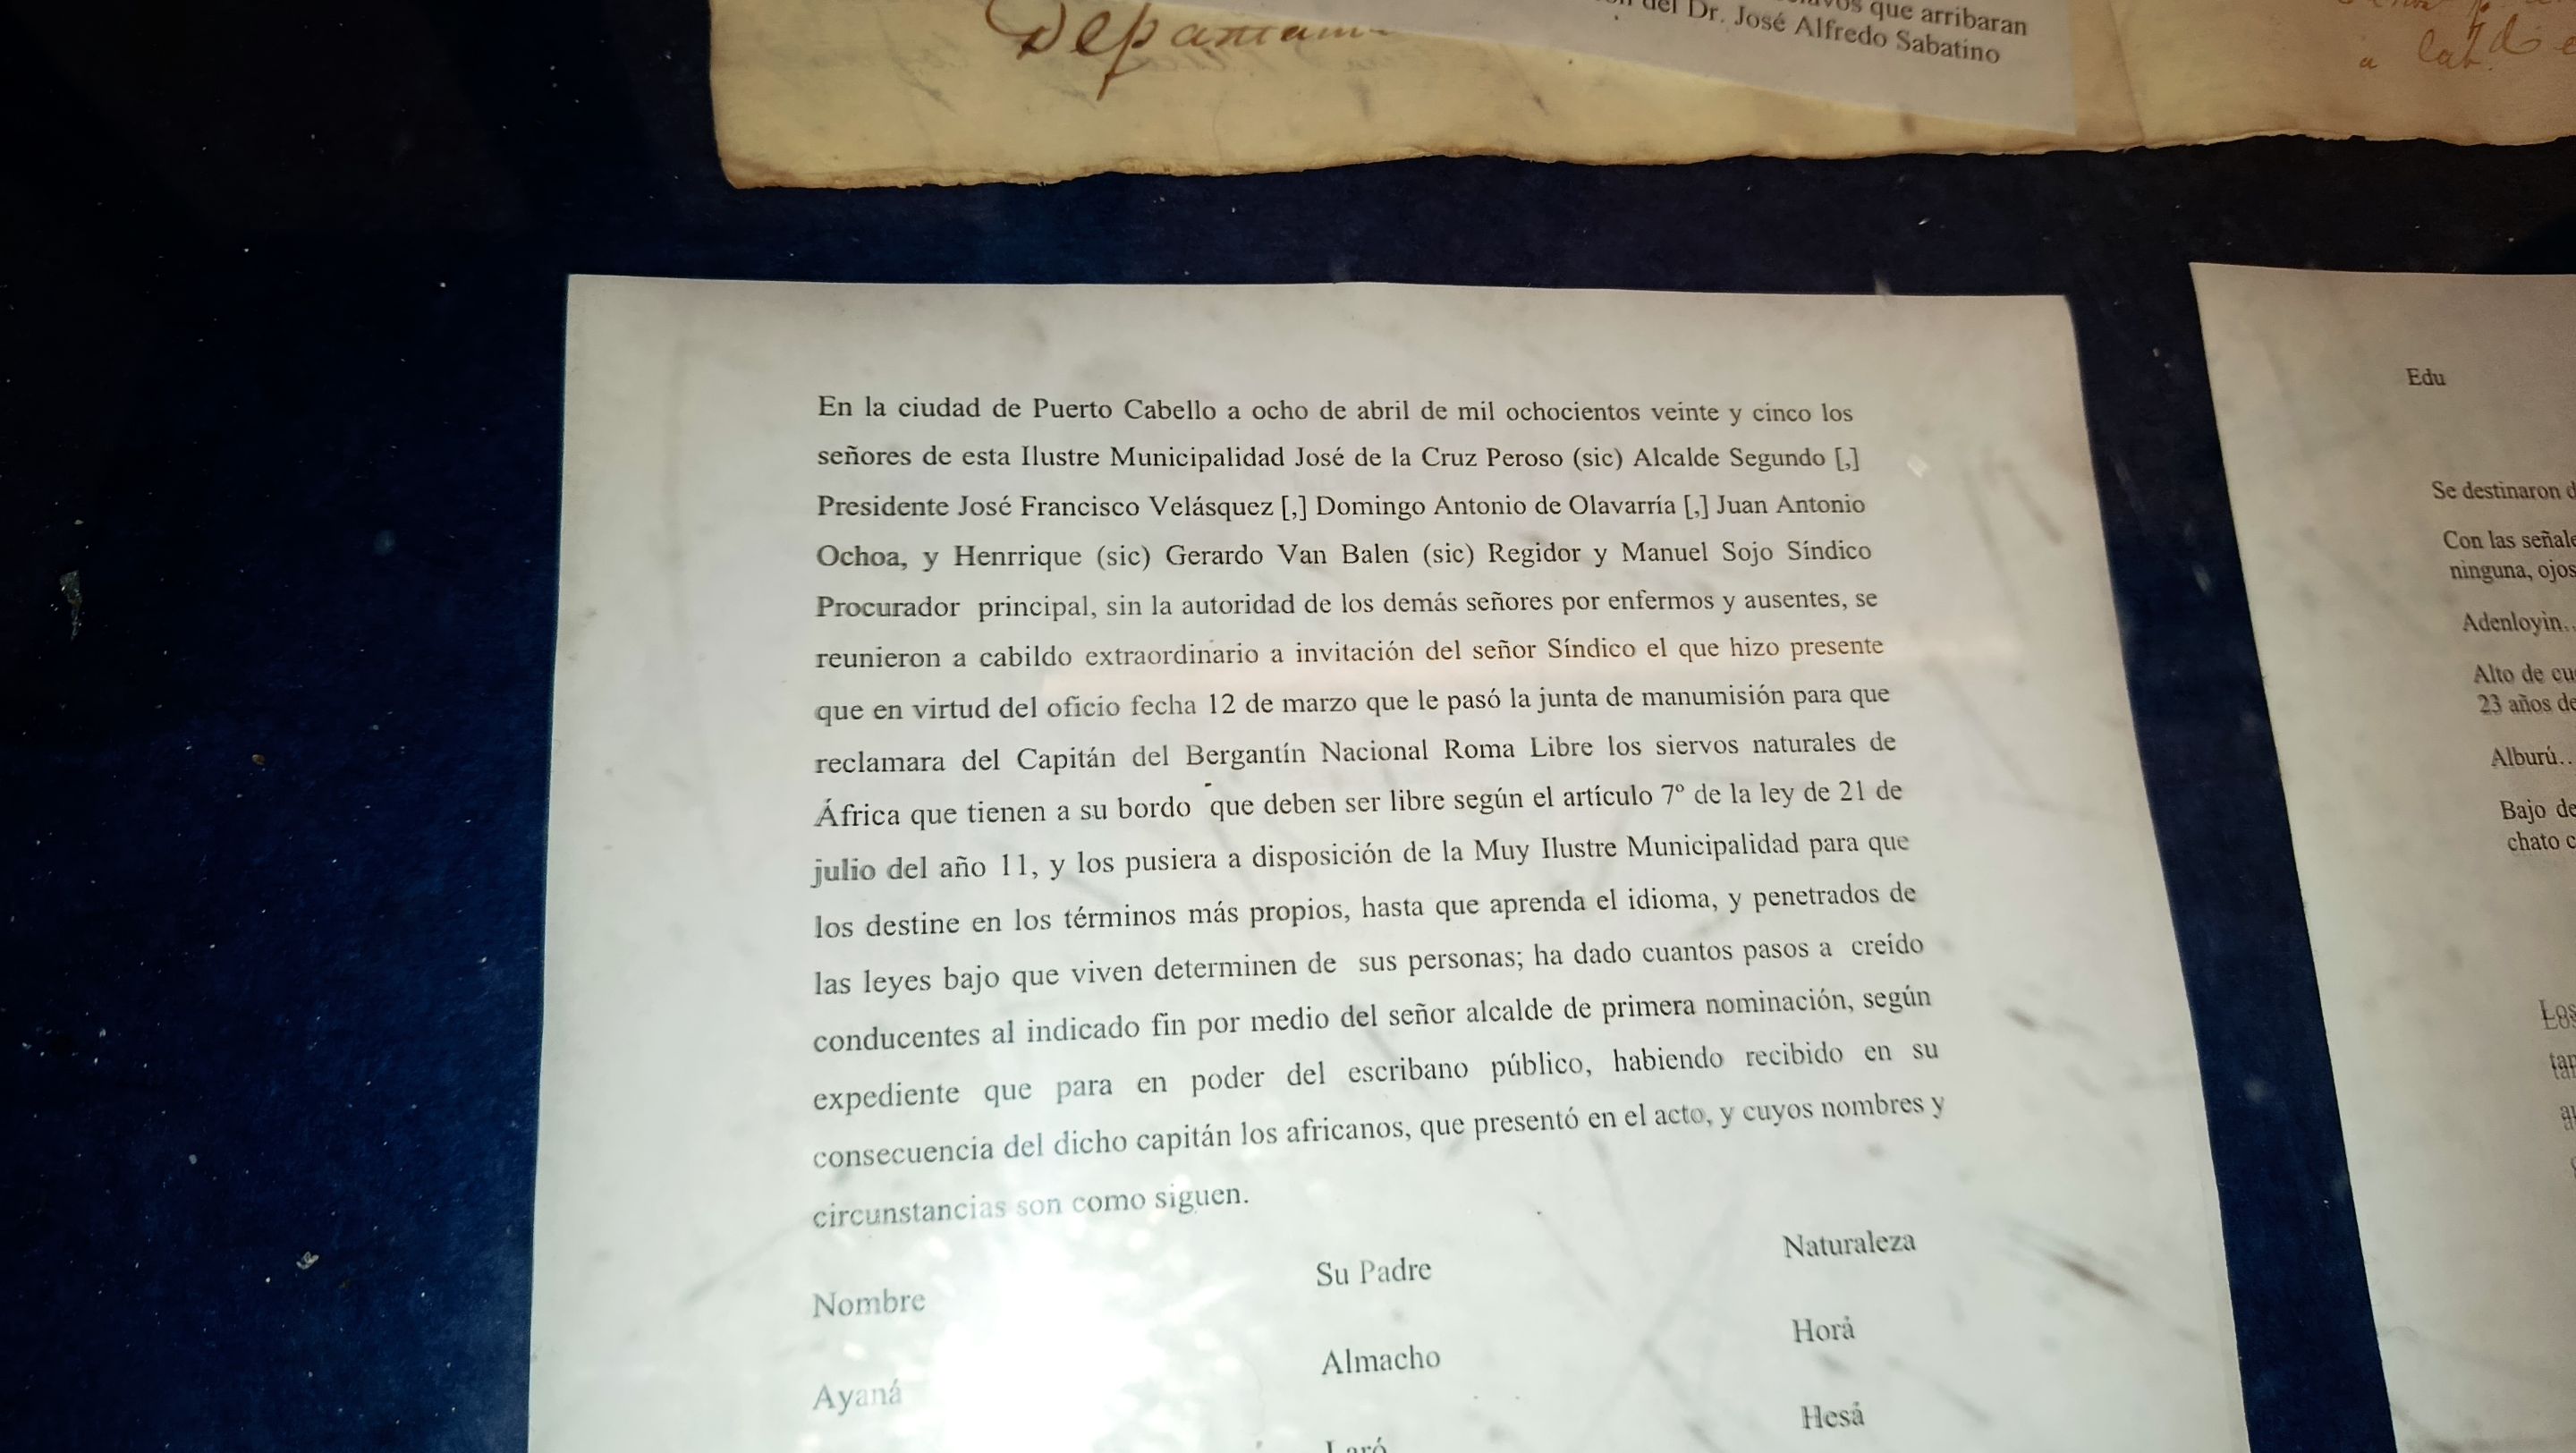 que arribaran
del Dr. José Alfredo Sabatino
En la ciudad de Puerto Cabello a ocho de abril de mil ochocientos veinte y cinco los
señores de esta Ilustre Municipalidad José de la Cruz Peroso (sic) Alcalde Segundo [,]
Presidente José Francisco Velásquez [,] Domingo Antonio de Olavarría [,] Juan Antonio
Ochoa, y Henrrique (sic) Gerardo Van Balen (sic) Regidor y Manuel Sojo Síndico
Procurador principal, sin la autoridad de los demás señores por enfermos y ausentes, se
reunieron a cabildo extraordinario a invitación del señor Síndico el que hizo presente
que en virtud del oficio fecha 12 de marzo que le pasó la junta de manumisión para que
reclamara del Capitán del Bergantín Nacional Roma Libre los siervos naturales de
África que tienen a su bordo que deben ser libre según el artículo 7º de la ley de 21 de
julio del año 11, y los pusiera a disposición de la Muy Ilustre Municipalidad para que
los destine en los términos más propios, hasta que aprenda el idioma, y penetrados de
las leyes bajo que viven determinen de sus personas; ha dado cuantos pasos a creído
conducentes al indicado fin por medio del señor alcalde de primera nominación, según
expediente que para en poder del escribano público, habiendo recibido en su
consecuencia del dicho capitán los africanos, que presentó en el acto, y cuyos nombres y
circunstancias son como siguen.
Nombre Su Padre Naturaleza
Ayaná Almacho Horá
Hesá
Edu
Se destinaron
Con las
ninguna, ojos
Adenloyin..
Alto de
23 años de
Alburú..
Bajo de
chato
Los